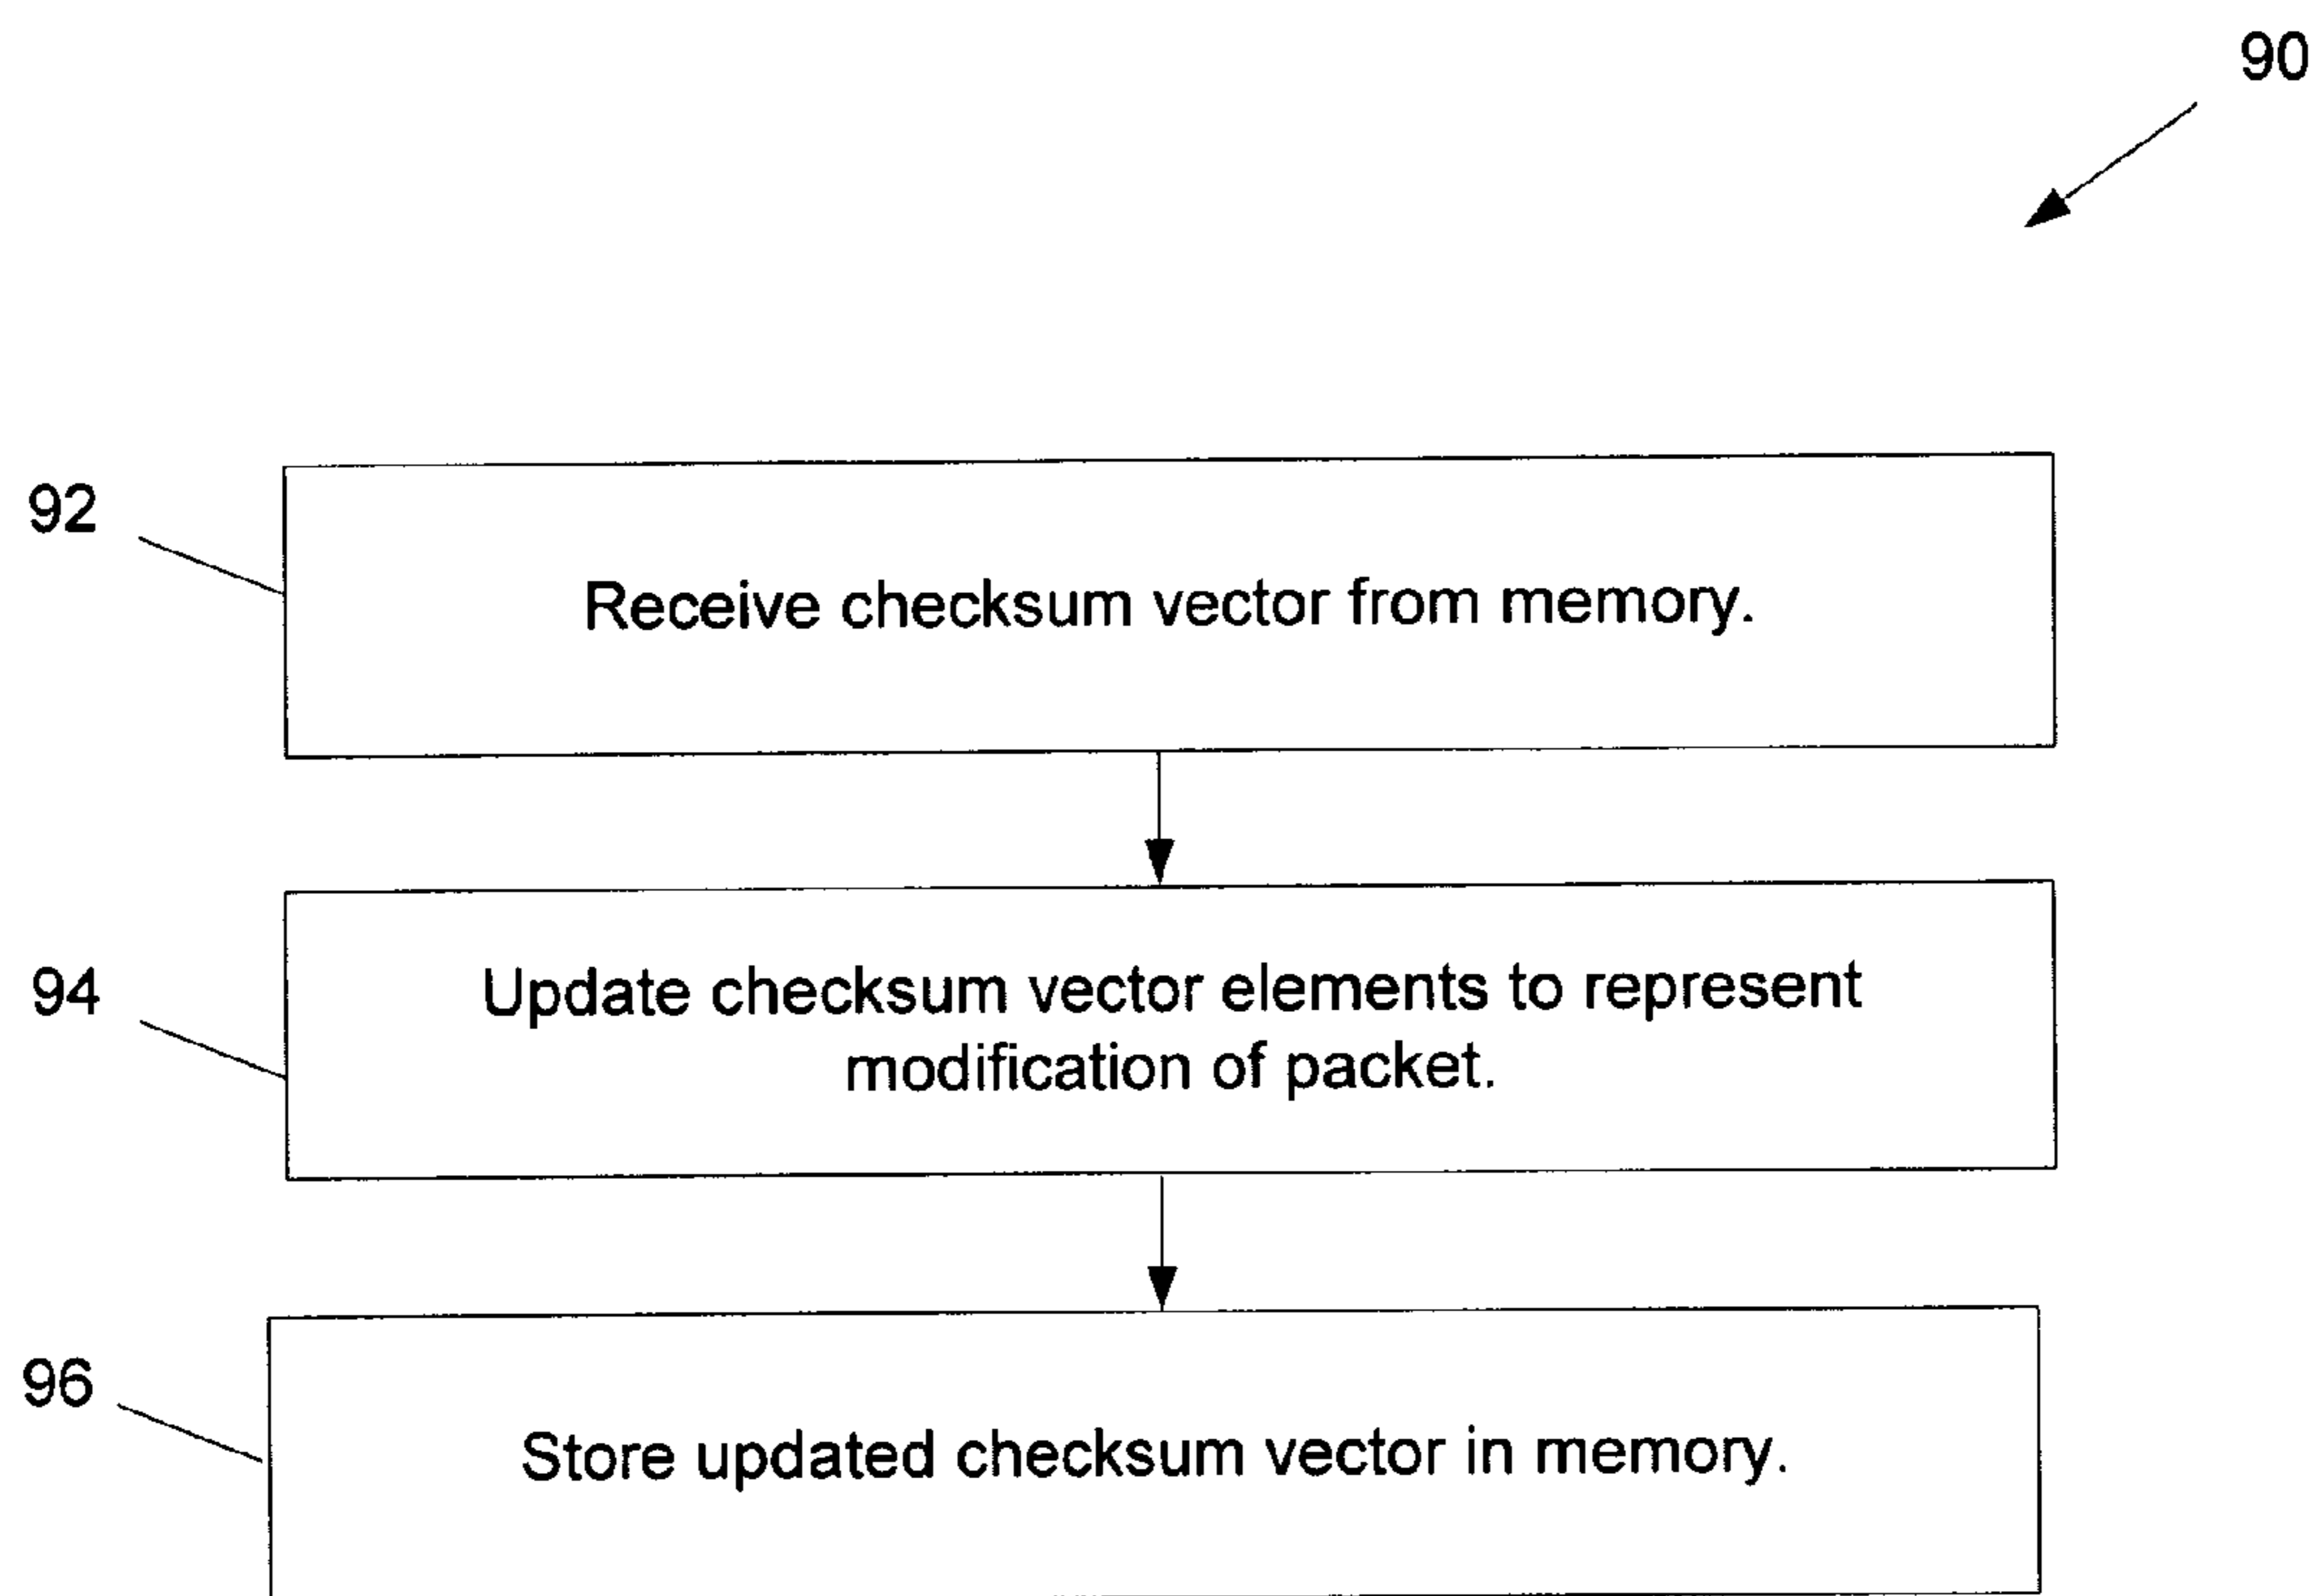 90
92
Receive checksum vector from memory.
94
Update checksum vector elements to represent
modification of packet.
96
Store updated checksum vector in memory.